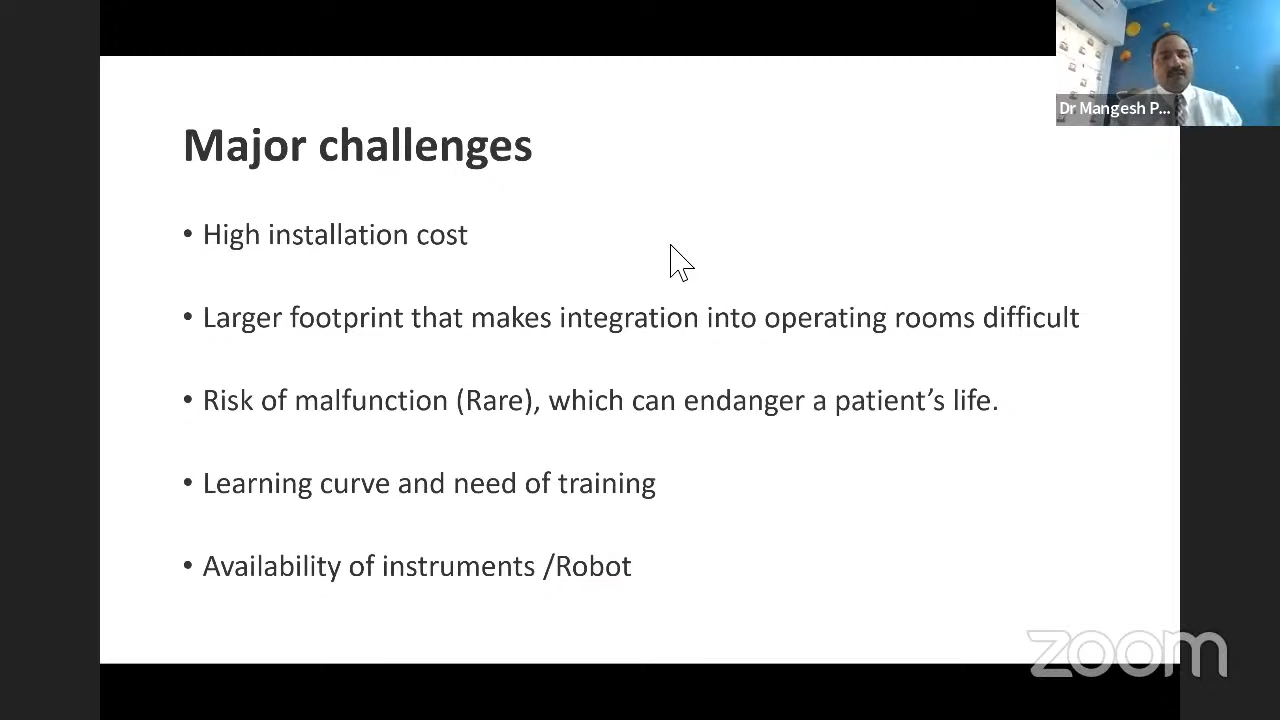 Dr Mangesh P...
Major challenges
• High installation cost
• Larger footprint that makes integration into operating rooms difficult
• Risk of malfunction (Rare), which can endanger a patient’s life.
• Learning curve and need of training
• Availability of instruments /Robot
zoom